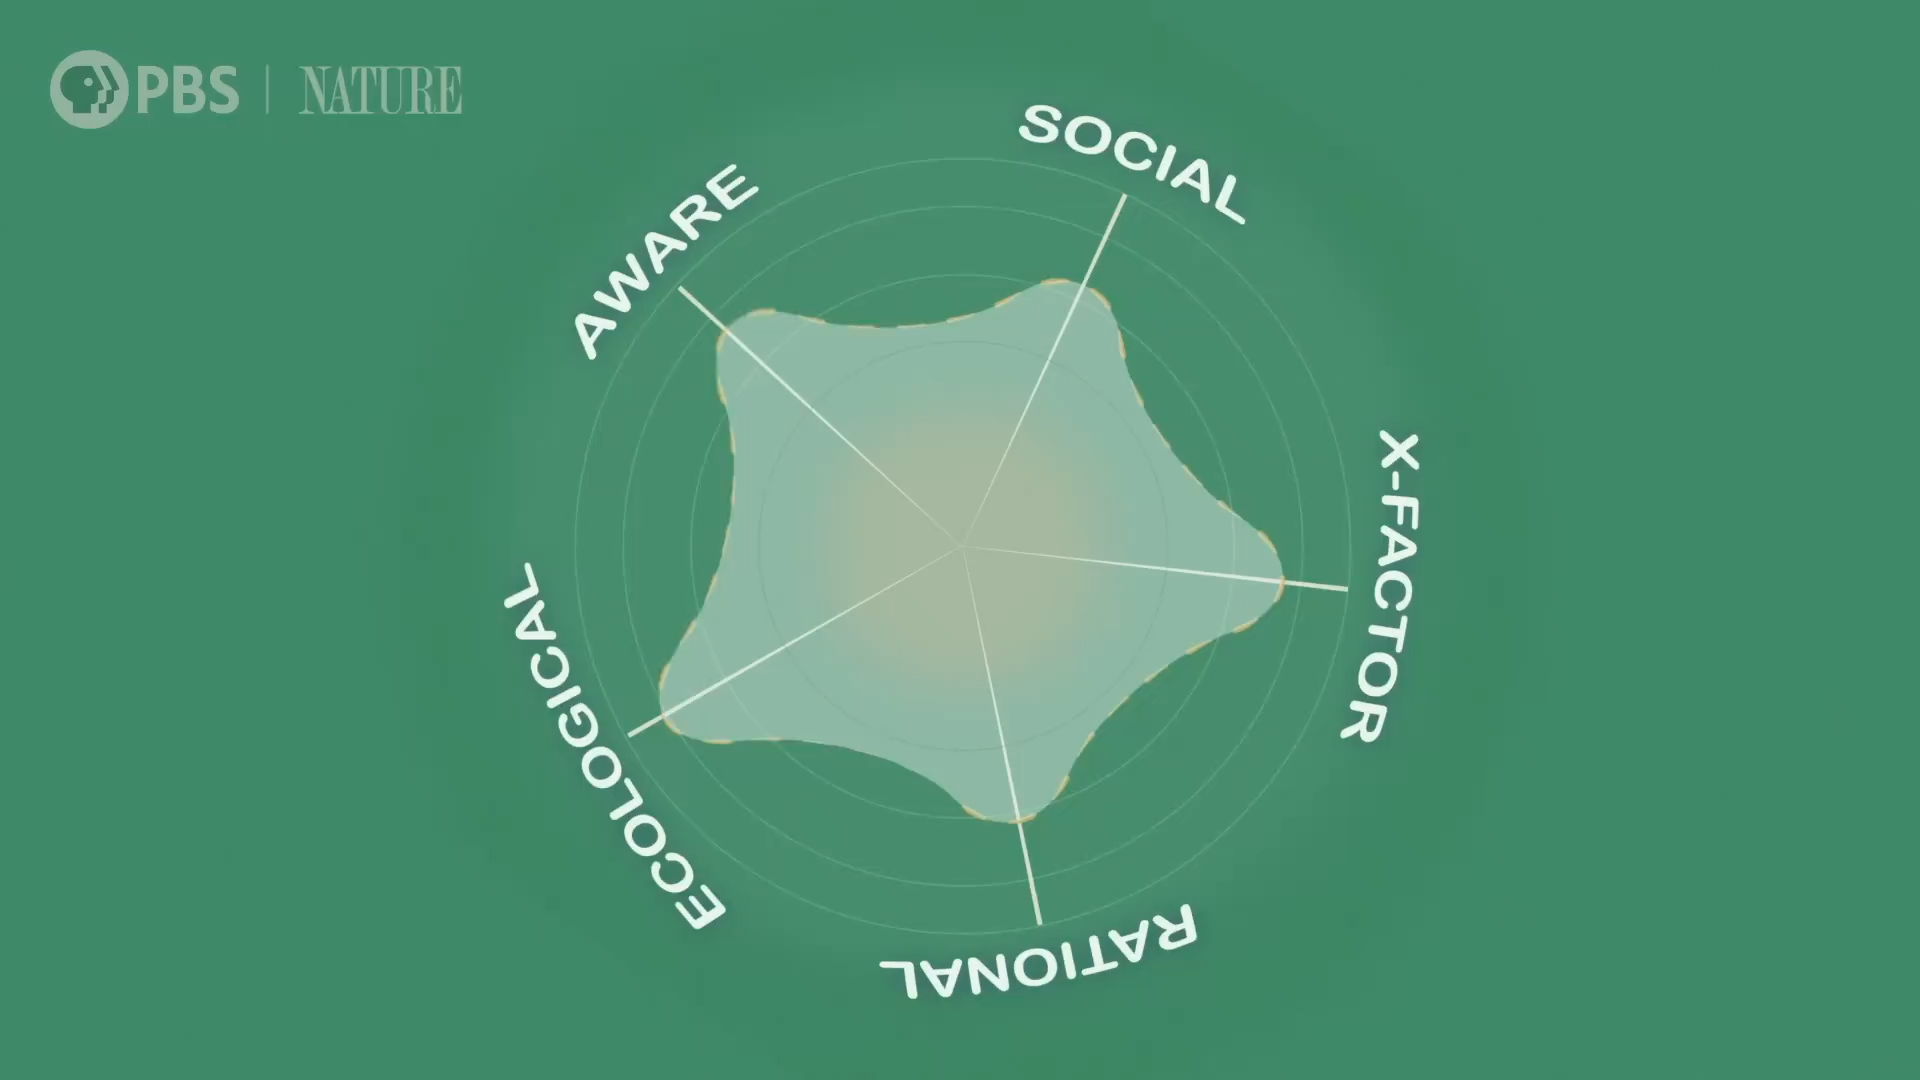 PBS | NATURE
SOCIAL
AWARE
X-FACTOR
ECOLOGICAL
RATIONAL